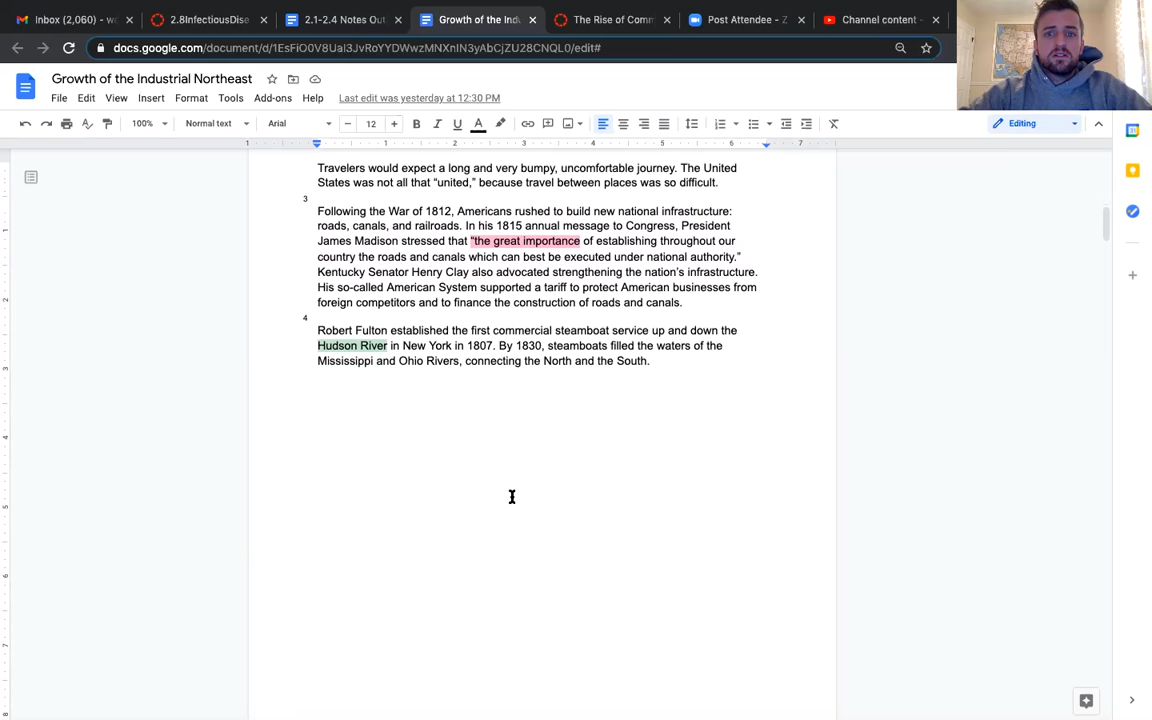 Inbox (2,060) - w
2.8InfectiousDise
2.1-2.4 Notes Out
Growth of the Indu
The Rise of Comm
Post Attendee - Z
Channel content -
docs.google.com/document/d/1EsFiO0V8UaI3JvRoYYDWwzMNXnIN3yAbCjZU28CNQL0/edit#
Growth of the Industrial Northeast
File Edit View Insert Format Tools Add-ons Help Last edit was yesterday at 12:30 PM
100% Normal text Arial 12 Editing
Travelers would expect a long and very bumpy, uncomfortable journey. The United
States was not all that “united,” because travel between places was so difficult.
3
Following the War of 1812, Americans rushed to build new national infrastructure:
roads, canals, and railroads. In his 1815 annual message to Congress, President
James Madison stressed that “the great importance of establishing throughout our
country the roads and canals which can best be executed under national authority.”
Kentucky Senator Henry Clay also advocated strengthening the nation’s infrastructure.
His so-called American System supported a tariff to protect American businesses from
foreign competitors and to finance the construction of roads and canals.
4
Robert Fulton established the first commercial steamboat service up and down the
Hudson River in New York in 1807. By 1830, steamboats filled the waters of the
Mississippi and Ohio Rivers, connecting the North and the South.